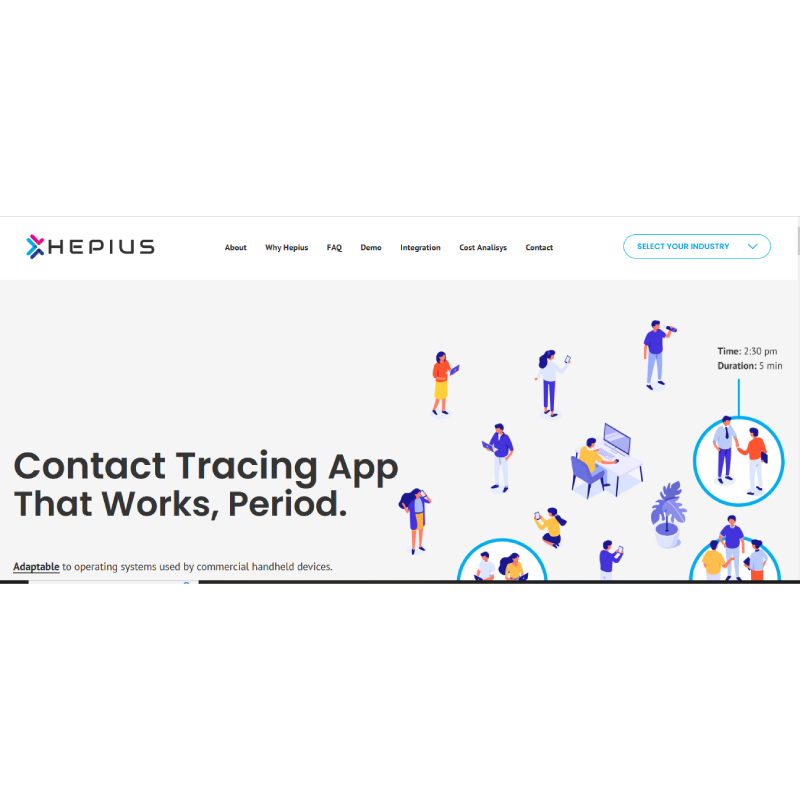 HEPIUS
About Why Hepius FAQ Demo Integration Cost Analisys Contact
SELECT YOUR INDUSTRY
Time: 2:30 pm
Duration: 5 min
Contact Tracing App
That Works, Period.
Adaptable to operating systems used by commercial handheld devices.